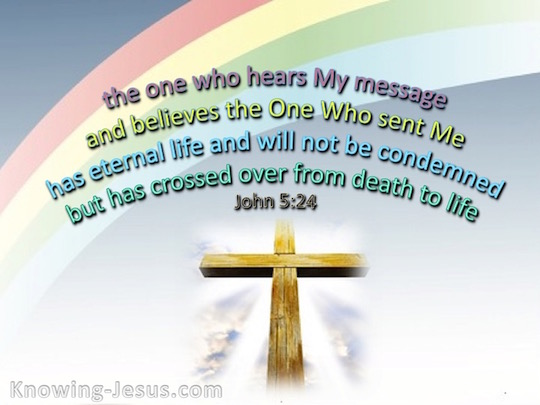 the one who hears My message
and believes the One Who sent Me
has eternal life and will not be condemned
but has crossed over from death to life
John 5:24
Knowing-Jesus.com